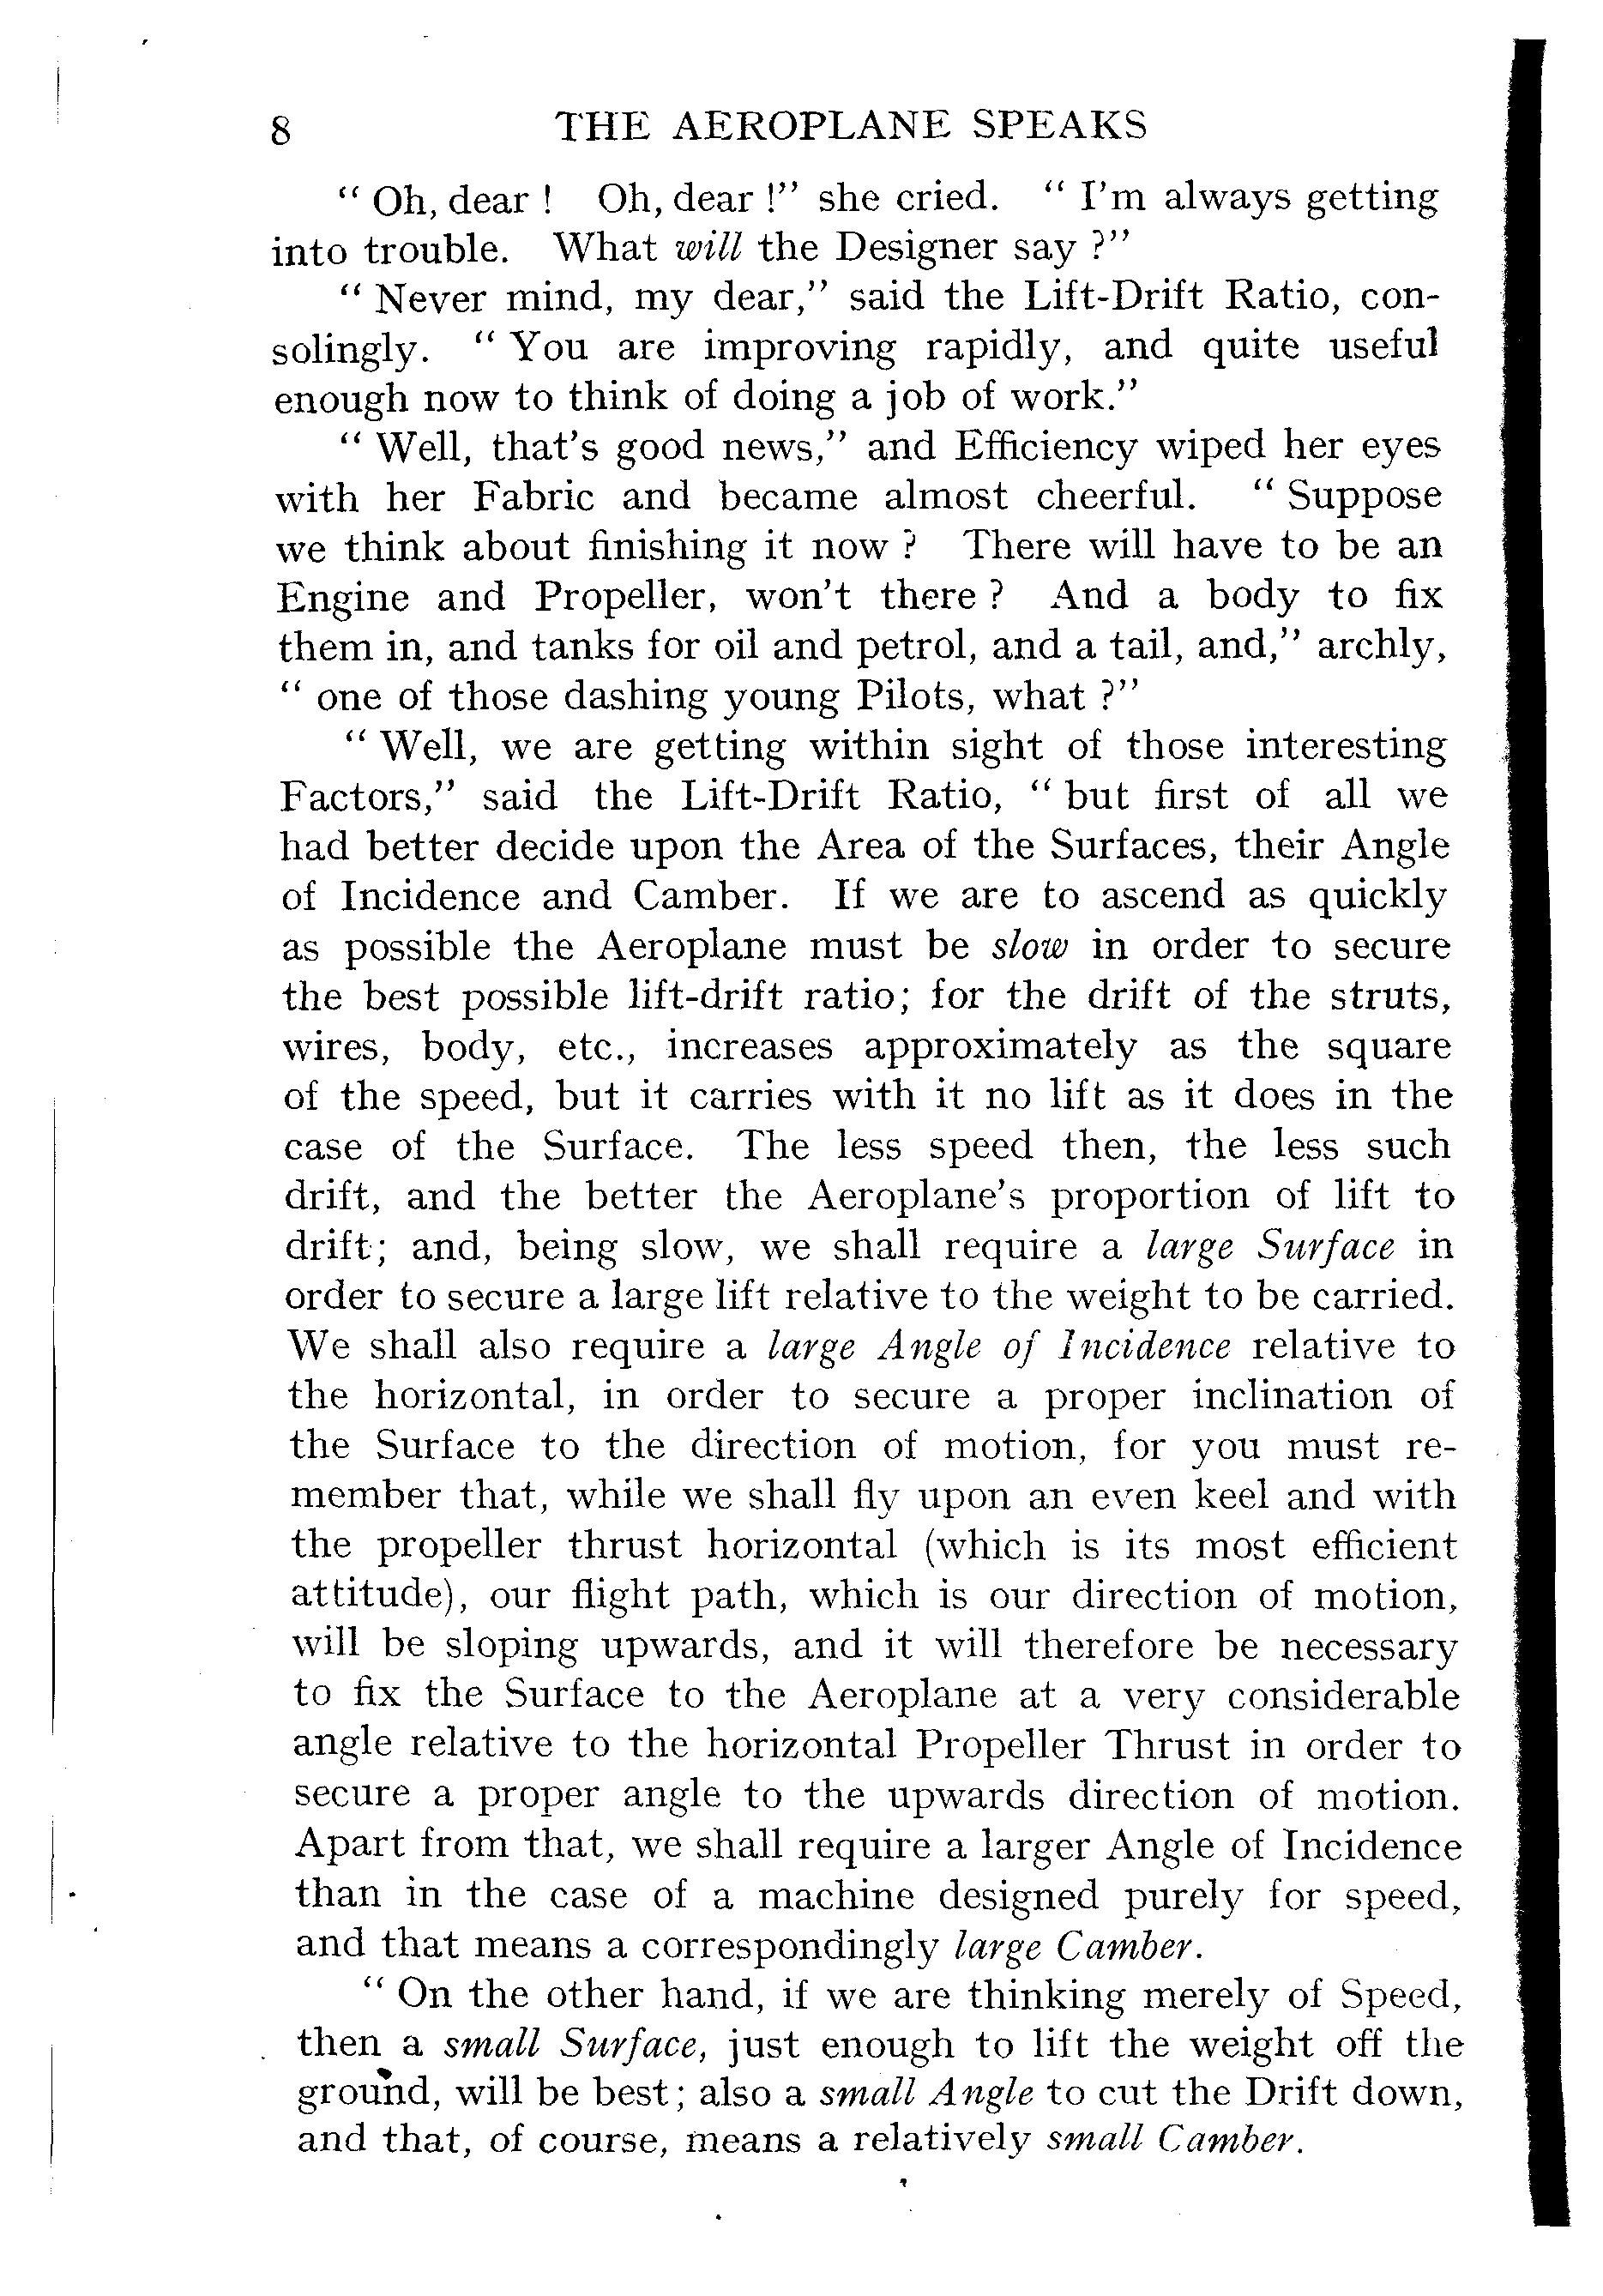 8 THE AEROPLANE SPEAKS
“ Oh, dear ! Oh, dear !” she cried. “ I'm always getting
into trouble. What will the Designer say ?”
“ Never mind, my dear,” said the Lift-Drift Ratio, con-
solingly. “ You are improving rapidly, and quite useful
enough now to think of doing a job of work.”
“ Well, that's good news,” and Efficiency wiped her eyes
with her Fabric and became almost cheerful. “ Suppose
we think about finishing it now ? There will have to be an
Engine and Propeller, won't there ? And a body to fix
them in, and tanks for oil and petrol, and a tail, and,” archly,
“ one of those dashing young Pilots, what ?”
“ Well, we are getting within sight of those interesting
Factors,” said the Lift-Drift Ratio, “ but first of all we
had better decide upon the Area of the Surfaces, their Angle
of Incidence and Camber. If we are to ascend as quickly
as possible the Aeroplane must be slow in order to secure
the best possible lift-drift ratio; for the drift of the struts,
wires, body, etc., increases approximately as the square
of the speed, but it carries with it no lift as it does in the
case of the Surface. The less speed then, the less such
drift, and the better the Aeroplane's proportion of lift to
drift; and, being slow, we shall require a large Surface in
order to secure a large lift relative to the weight to be carried.
We shall also require a large Angle of Incidence relative to
the horizontal, in order to secure a proper inclination of
the Surface to the direction of motion, for you must re-
member that, while we shall fly upon an even keel and with
the propeller thrust horizontal (which is its most efficient
attitude), our flight path, which is our direction of motion,
will be sloping upwards, and it will therefore be necessary
to fix the Surface to the Aeroplane at a very considerable
angle relative to the horizontal Propeller Thrust in order to
secure a proper angle to the upwards direction of motion.
Apart from that, we shall require a larger Angle of Incidence
than in the case of a machine designed purely for speed,
and that means a correspondingly large Camber.
“ On the other hand, if we are thinking merely of Speed,
then a small Surface, just enough to lift the weight off the
ground, will be best; also a small Angle to cut the Drift down,
and that, of course, means a relatively small Camber.